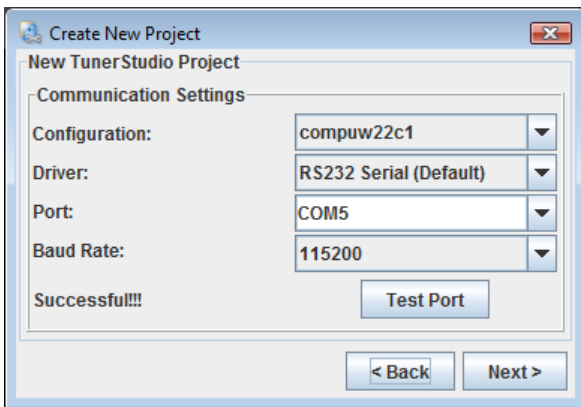 Create New Project
New TunerStudio Project
Communication Settings
Configuration: compuw22c1
Driver: RS232 Serial (Default)
Port: COM5
Baud Rate: 115200
Successful!!! Test Port
< Back Next >